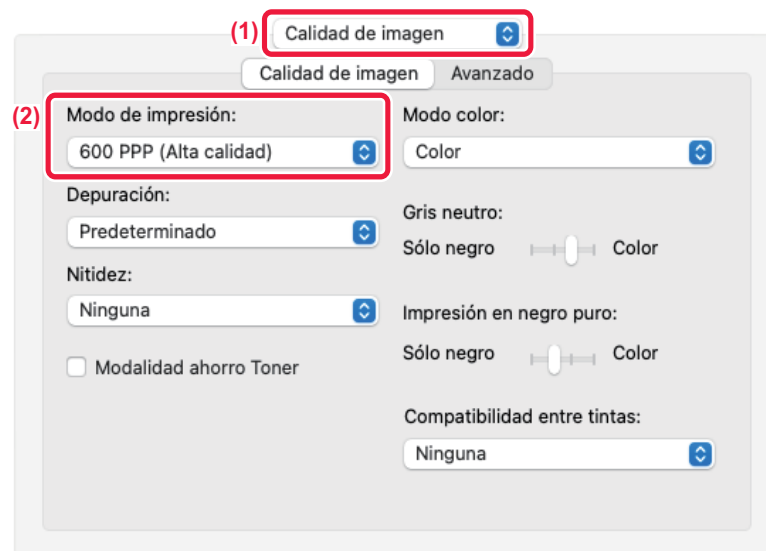 (1)
Calidad de imagen
Calidad de imagen Avanzado
(2)
Modo de impresión:
600 PPP (Alta calidad)
Depuración:
Predeterminado
Nitidez:
Ninguna
Modalidad ahorro Toner
Modo color:
Color
Gris neutro:
Sólo negro Color
Impresión en negro puro:
Sólo negro Color
Compatibilidad entre tintas:
Ninguna